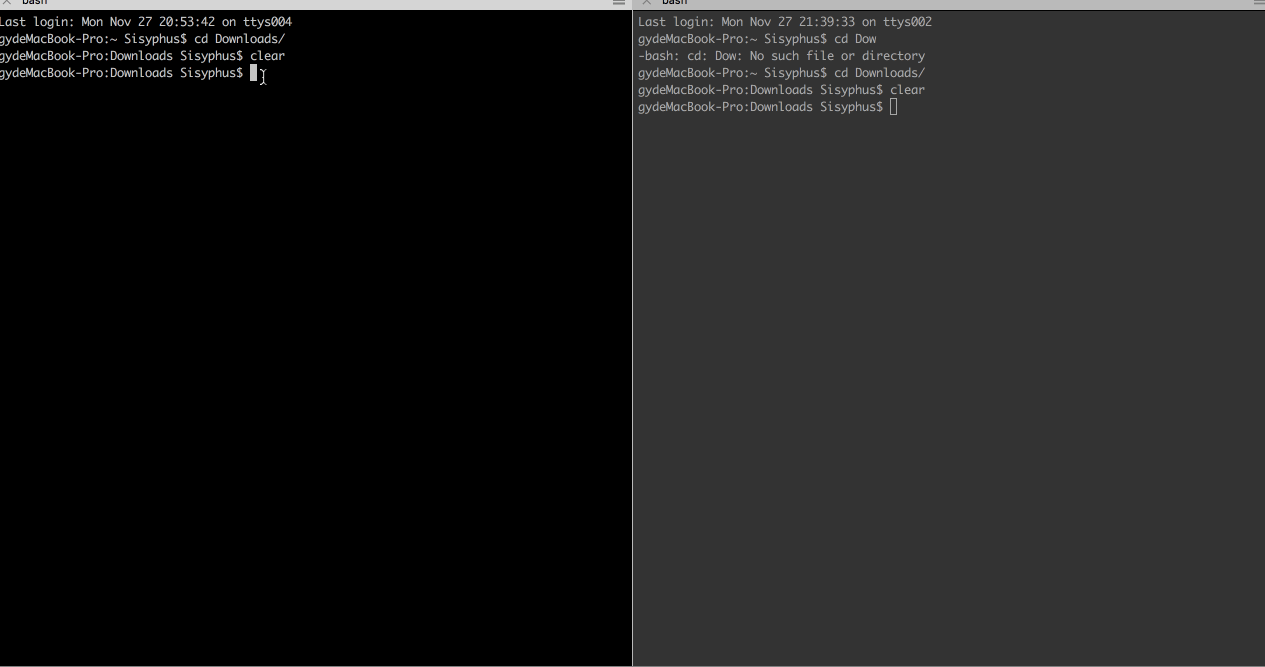 bash
Last login: Mon Nov 27 20:53:42 on ttys004
gydeMacBook-Pro:~ Sisyphus$ cd Downloads/
gydeMacBook-Pro:Downloads Sisyphus$ clear
gydeMacBook-Pro:Downloads Sisyphus$
bash
Last login: Mon Nov 27 21:39:33 on ttys002
gydeMacBook-Pro:~ Sisyphus$ cd Dow
-bash: cd: Dow: No such file or directory
gydeMacBook-Pro:~ Sisyphus$ cd Downloads/
gydeMacBook-Pro:Downloads Sisyphus$ clear
gydeMacBook-Pro:Downloads Sisyphus$